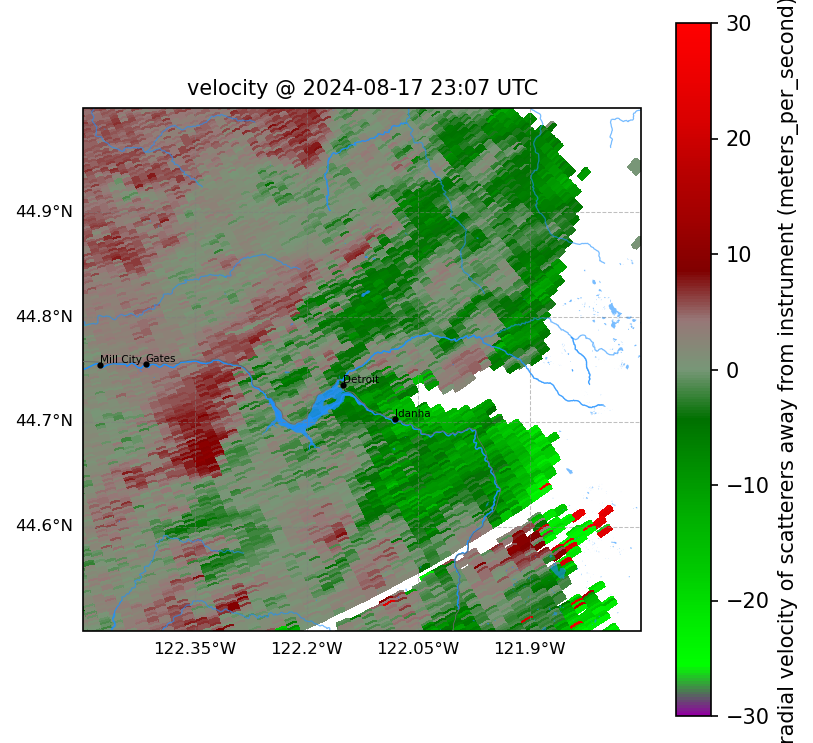 velocity @ 2024-08-17 23:07 UTC
44.9°N
44.8°N
44.7°N
44.6°N
Mill City
Gates
Detroit
Idanha
122.35°W
122.2°W
122.05°W
121.9°W
30
20
10
0
−10
−20
−30
radial velocity of scatterers away from instrument (meters_per_second)